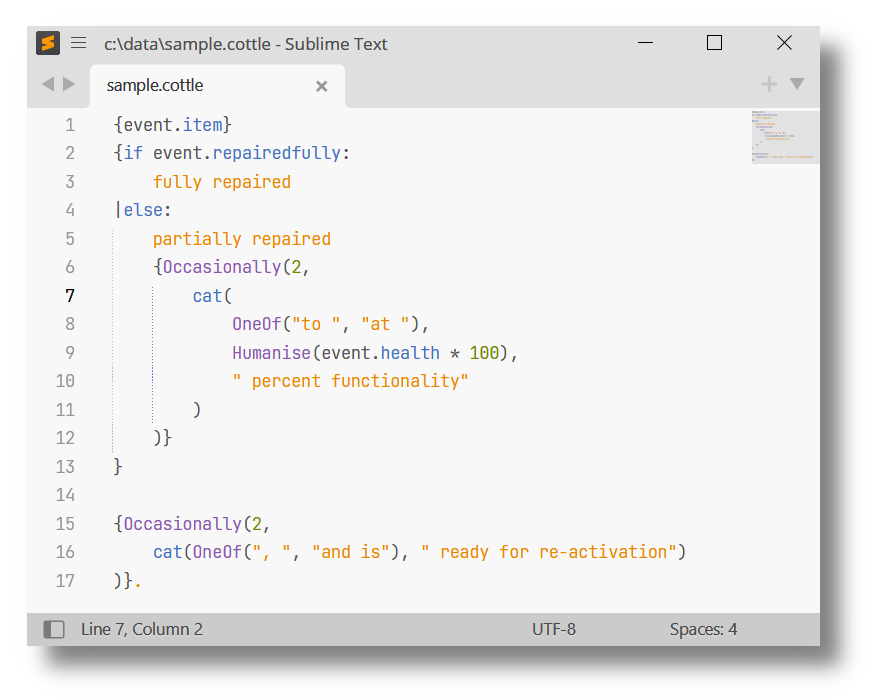 c:\data\sample.cottle - Sublime Text
sample.cottle
1 {event.item}
2 {if event.repairedfully:
3     fully repaired
4 |else:
5     partially repaired
6     {Occasionally(2,
7         cat(
8             OneOf("to ", "at "),
9             Humanise(event.health * 100),
10             " percent functionality"
11         )
12     )}
13 }
14
15 {Occasionally(2,
16     cat(OneOf(", ", "and is"), " ready for re-activation")
17 )}.
Line 7, Column 2 UTF-8 Spaces: 4